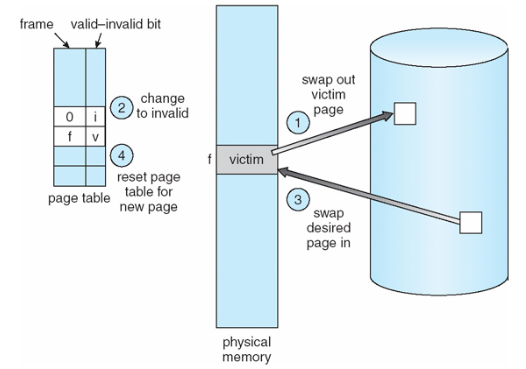 frame valid–invalid bit
0 i
f v
2 change
to invalid
4
reset page
table for
new page
page table
swap out
victim
page
1
f victim
3
swap
desired
page in
physical
memory